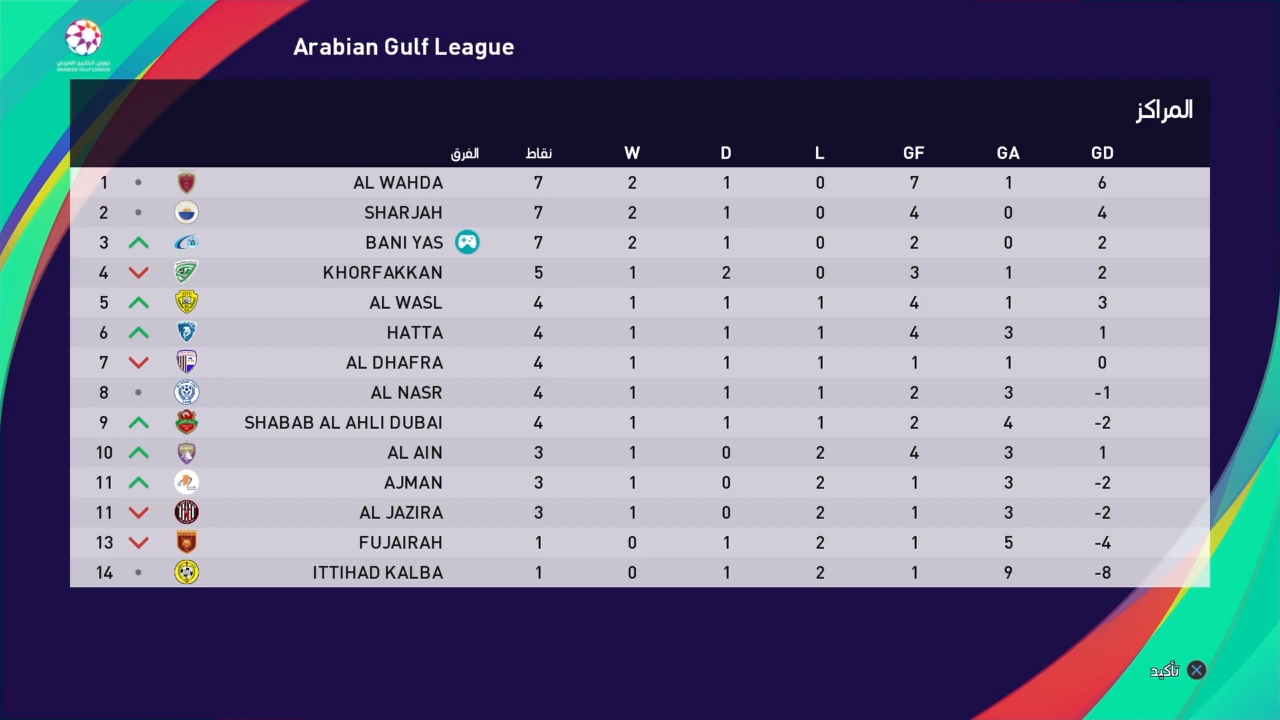 Arabian Gulf League
دوري الخليج العربي
ARABIAN GULF LEAGUE
المراكز
الفرق نقاط W D L GF GA GD
1 AL WAHDA 7 2 1 0 7 1 6
2 SHARJAH 7 2 1 0 4 0 4
3 BANI YAS 7 2 1 0 2 0 2
4 KHORFAKKAN 5 1 2 0 3 1 2
5 AL WASL 4 1 1 1 4 1 3
6 HATTA 4 1 1 1 4 3 1
7 AL DHAFRA 4 1 1 1 1 1 0
8 AL NASR 4 1 1 1 2 3 -1
9 SHABAB AL AHLI DUBAI 4 1 1 1 2 4 -2
10 AL AIN 3 1 0 2 4 3 1
11 AJMAN 3 1 0 2 1 3 -2
11 AL JAZIRA 3 1 0 2 1 3 -2
13 FUJAIRAH 1 0 1 2 1 5 -4
14 ITTIHAD KALBA 1 0 1 2 1 9 -8
تأكيد